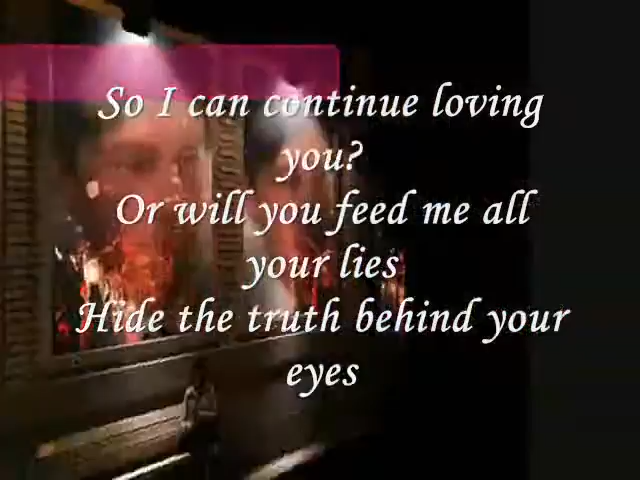 So I can continue loving
you?
Or will you feed me all
your lies
Hide the truth behind your
eyes